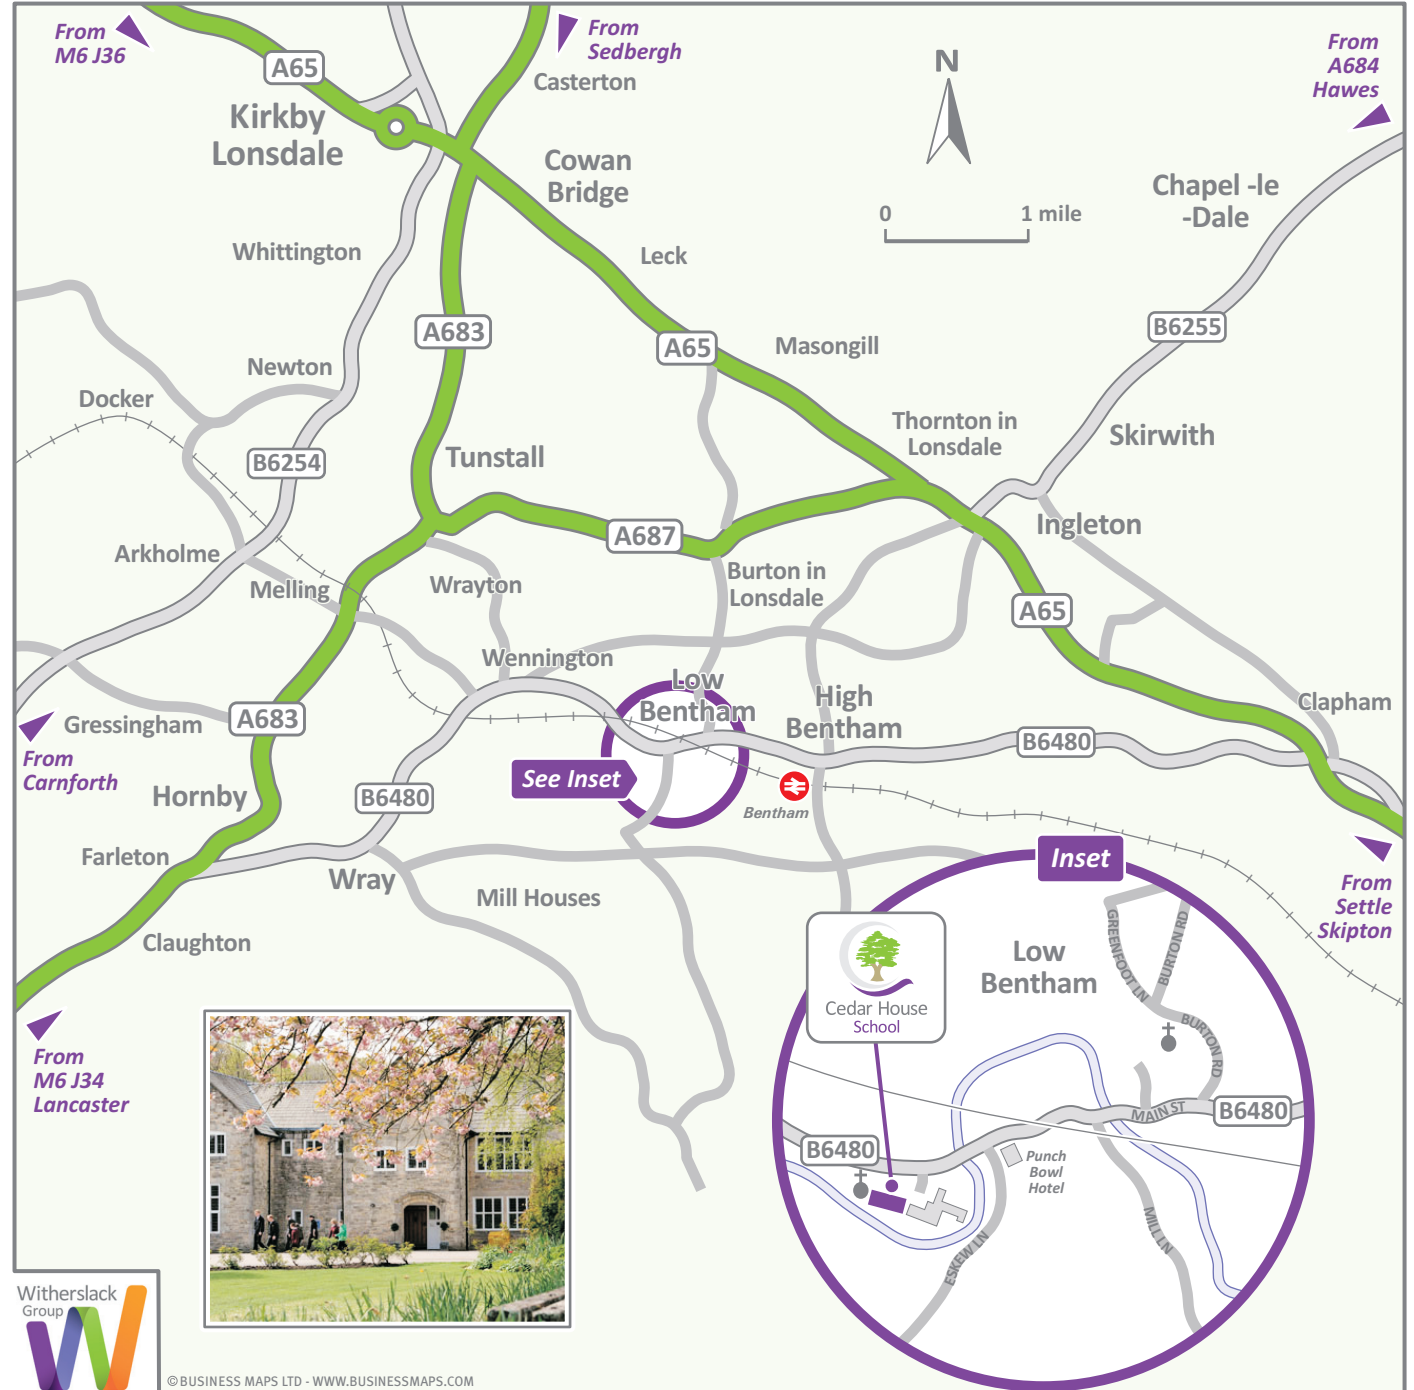 From
M6 J36
From
Sedbergh
From
A684
Hawes
A65
Casterton
Kirkby
Lonsdale
N
Cowan
Bridge
Chapel -le
-Dale
0
1 mile
Whittington
Leck
A683
A65
Masongill
B6255
Newton
Docker
Thornton in
Lonsdale
Skirwith
B6254
Tunstall
Ingleton
A687
Arkholme
Melling
Wrayton
Burton in
Lonsdale
A65
Wennington
Low
Bentham
High
Bentham
Clapham
Gressingham
A683
B6480
From
Carnforth
See Inset
Hornby
B6480
Bentham
Farleton
Wray
Mill Houses
Inset
From
Settle
Skipton
Claughton
Low
Bentham
GREENFOOT LN
BURTON RD
Cedar House
School
BURTON RD
From
M6 J34
Lancaster
MAIN ST
B6480
B6480
Punch
Bowl
Hotel
MILL LN
ESKEW LN
Witherslack
Group
© BUSINESS MAPS LTD - WWW.BUSINESSMAPS.COM